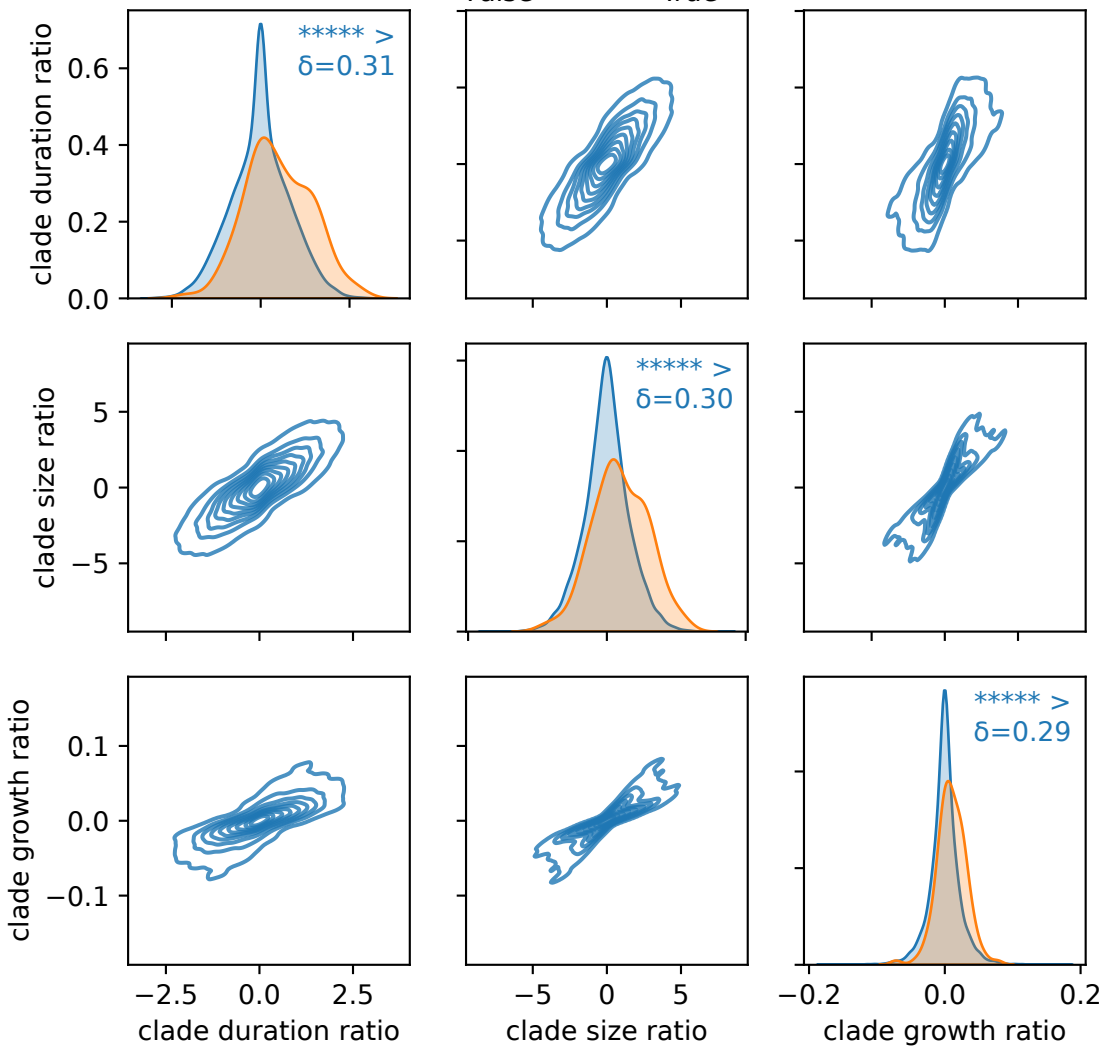 clade duration ratio
0.6
0.4
0.2
0.0
***** >
δ=0.31
clade size ratio
5
0
−5
***** >
δ=0.30
clade growth ratio
0.1
0.0
−0.1
***** >
δ=0.29
−2.5 0.0 2.5
−5 0 5
−0.2 0.0 0.2
clade duration ratio
clade size ratio
clade growth ratio